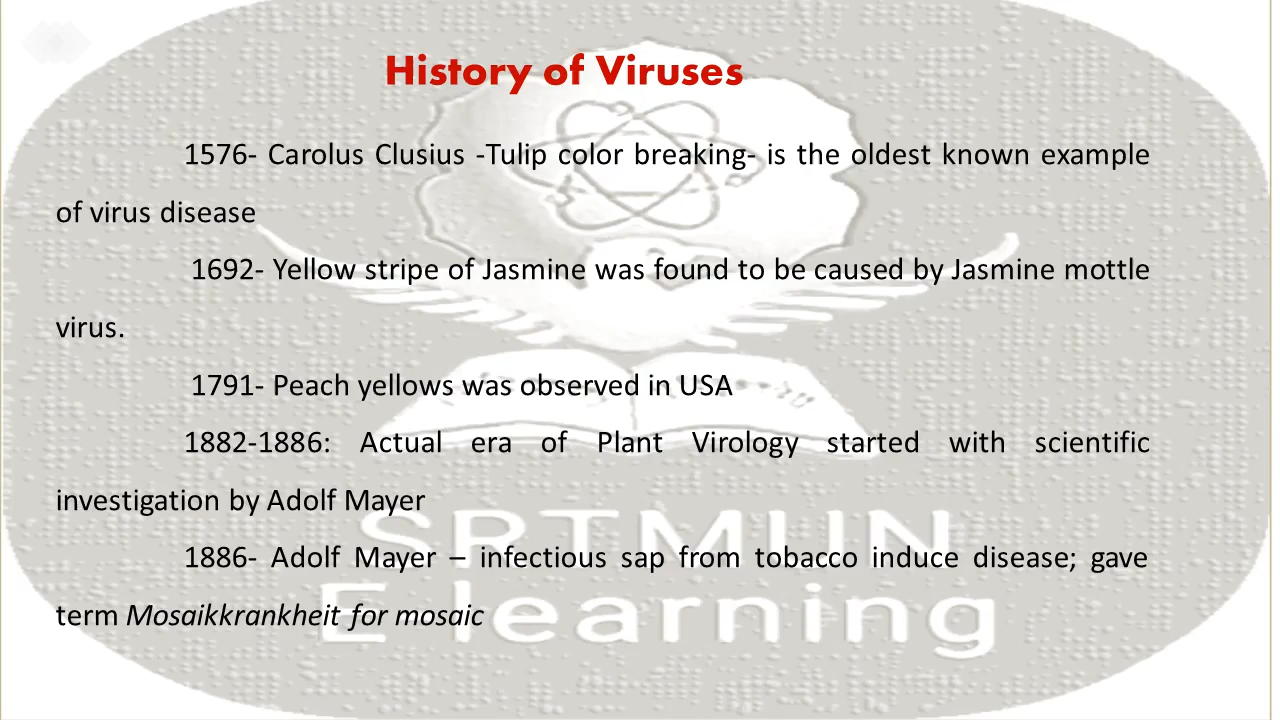 History of Viruses
1576- Carolus Clusius -Tulip color breaking- is the oldest known example
of virus disease
1692- Yellow stripe of Jasmine was found to be caused by Jasmine mottle
virus.
1791- Peach yellows was observed in USA
1882-1886: Actual era of Plant Virology started with scientific
investigation by Adolf Mayer
SRTMUN
1886- Adolf Mayer – infectious sap from tobacco induce disease; gave
term Mosaikkrankheit for mosaic
E learning